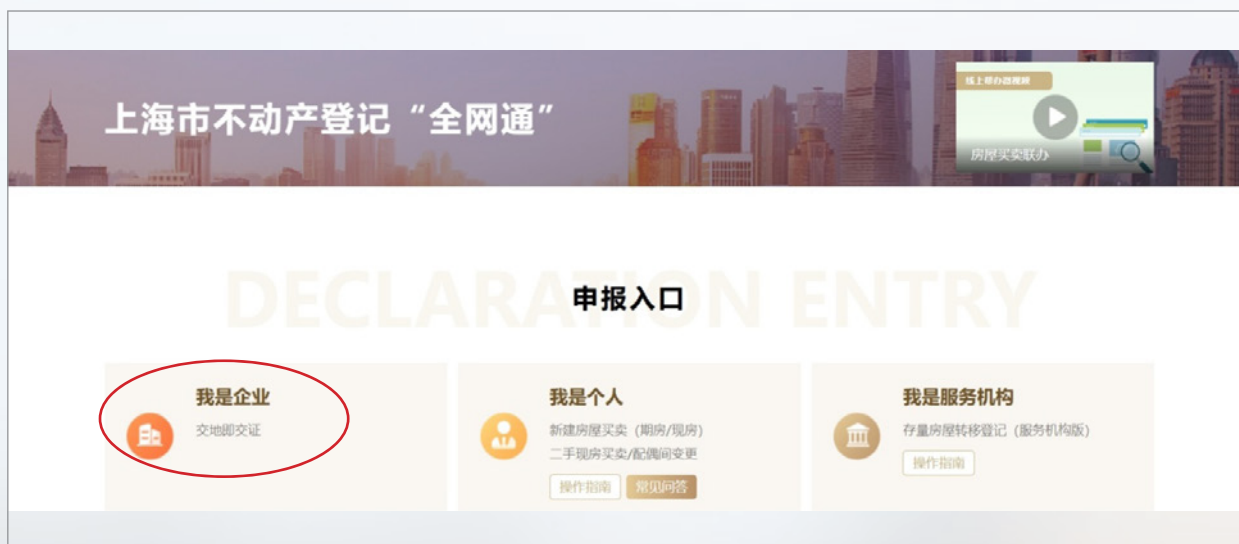 上海市不动产登记“全网通”
线上帮办微视频
房屋买卖联办
DECLARATION ENTRY
申报入口
我是企业
交地即交证
我是个人
新建房屋买卖（期房/现房）
二手现房买卖/配偶间变更
操作指南
常见问答
我是服务机构
存量房屋转移登记（服务机构版）
操作指南